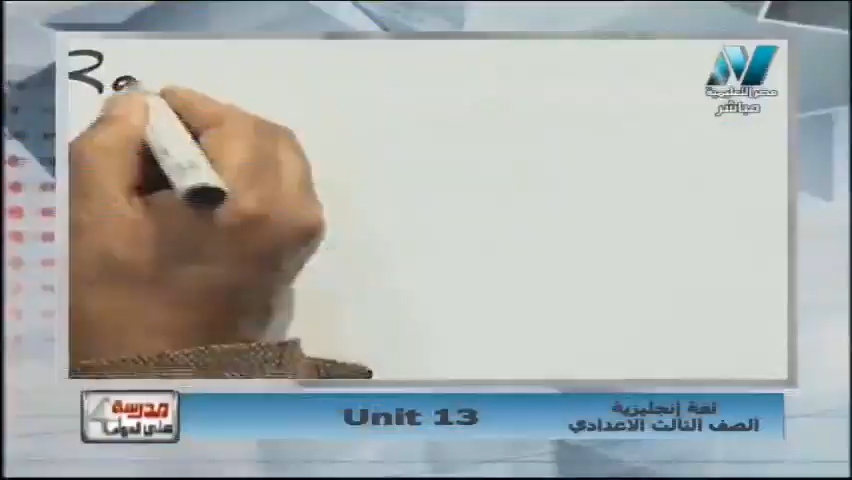 مصر التعليمية
مباشر
مدرسة
على الهواء
Unit 13
لغة إنجليزية
الصف الثالث الاعدادي